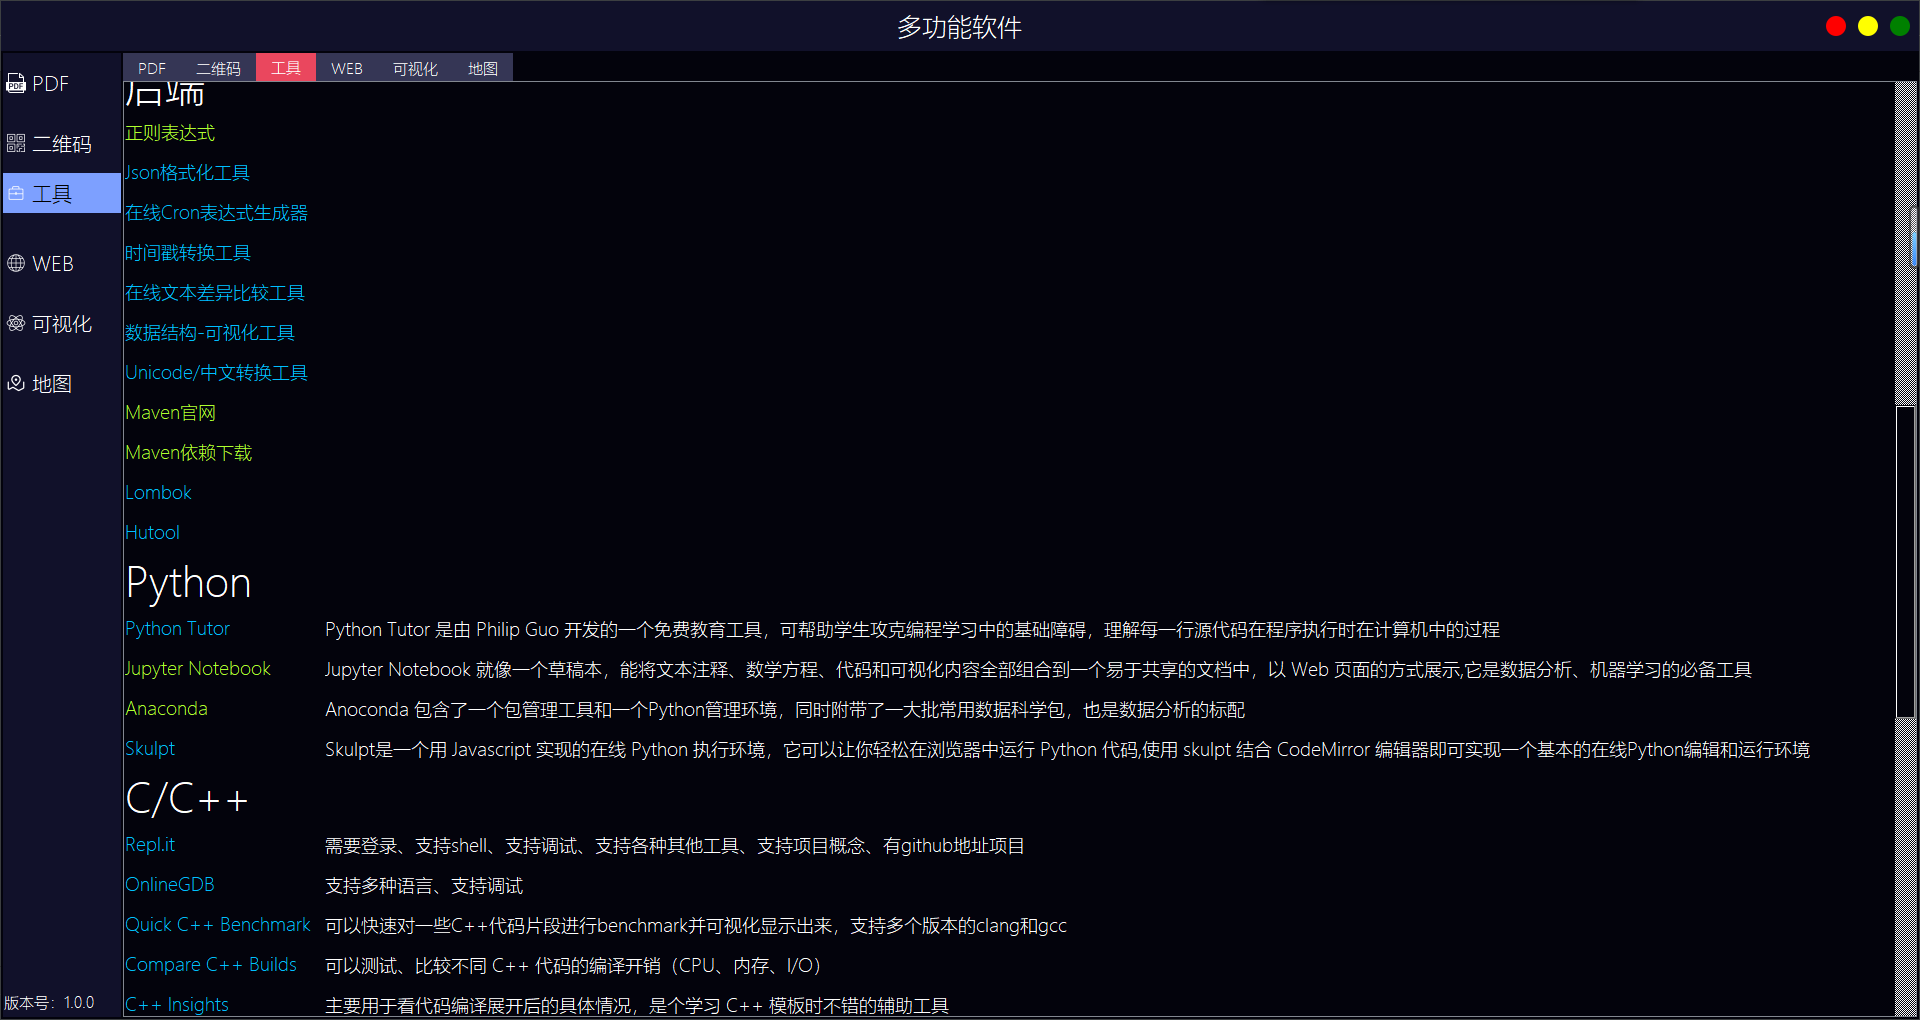 多功能软件
PDF
二维码
工具
WEB
可视化
地图
版本号：1.0.0
PDF 二维码 工具 WEB 可视化 地图
后端
正则表达式
Json格式化工具
在线Cron表达式生成器
时间戳转换工具
在线文本差异比较工具
数据结构-可视化工具
Unicode/中文转换工具
Maven官网
Maven依赖下载
Lombok
Hutool
Python
Python Tutor Python Tutor 是由 Philip Guo 开发的一个免费教育工具，可帮助学生攻克编程学习中的基础障碍，理解每一行源代码在程序执行时在计算机中的过程
Jupyter Notebook Jupyter Notebook 就像一个草稿本，能将文本注释、数学方程、代码和可视化内容全部组合到一个易于共享的文档中，以 Web 页面的方式展示,它是数据分析、机器学习的必备工具
Anaconda Anoconda 包含了一个包管理工具和一个Python管理环境，同时附带了一大批常用数据科学包，也是数据分析的标配
Skulpt Skulpt是一个用 Javascript 实现的在线 Python 执行环境，它可以让你轻松在浏览器中运行 Python 代码,使用 skulpt 结合 CodeMirror 编辑器即可实现一个基本的在线Python编辑和运行环境
C/C++
Repl.it 需要登录、支持shell、支持调试、支持各种其他工具、支持项目概念、有github地址项目
OnlineGDB 支持多种语言、支持调试
Quick C++ Benchmark 可以快速对一些C++代码片段进行benchmark并可视化显示出来，支持多个版本的clang和gcc
Compare C++ Builds 可以测试、比较不同 C++ 代码的编译开销（CPU、内存、I/O）
C++ Insights 主要用于看代码编译展开后的具体情况，是个学习 C++ 模板时不错的辅助工具